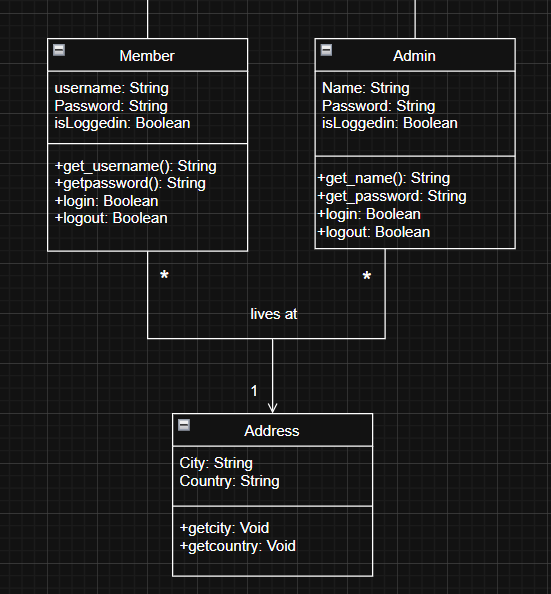 Member
username: String
Password: String
isLoggedin: Boolean
+get_username(): String
+getpassword(): String
+login: Boolean
+logout: Boolean
Admin
Name: String
Password: String
isLoggedin: Boolean
+get_name(): String
+get_password: String
+login: Boolean
+logout: Boolean
*
*
lives at
1
Address
City: String
Country: String
+getcity: Void
+getcountry: Void